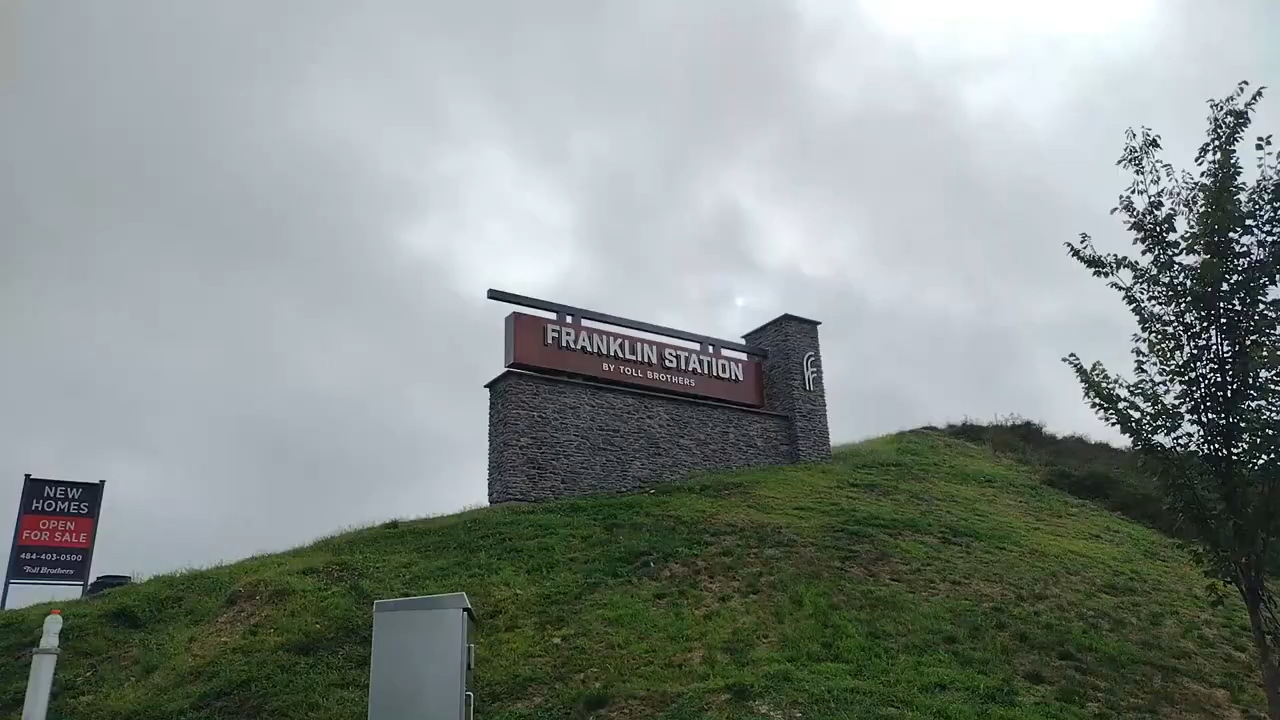 FRANKLIN STATION
BY TOLL BROTHERS
NEW
HOMES
OPEN
FOR SALE
484-403-0500
Toll Brothers